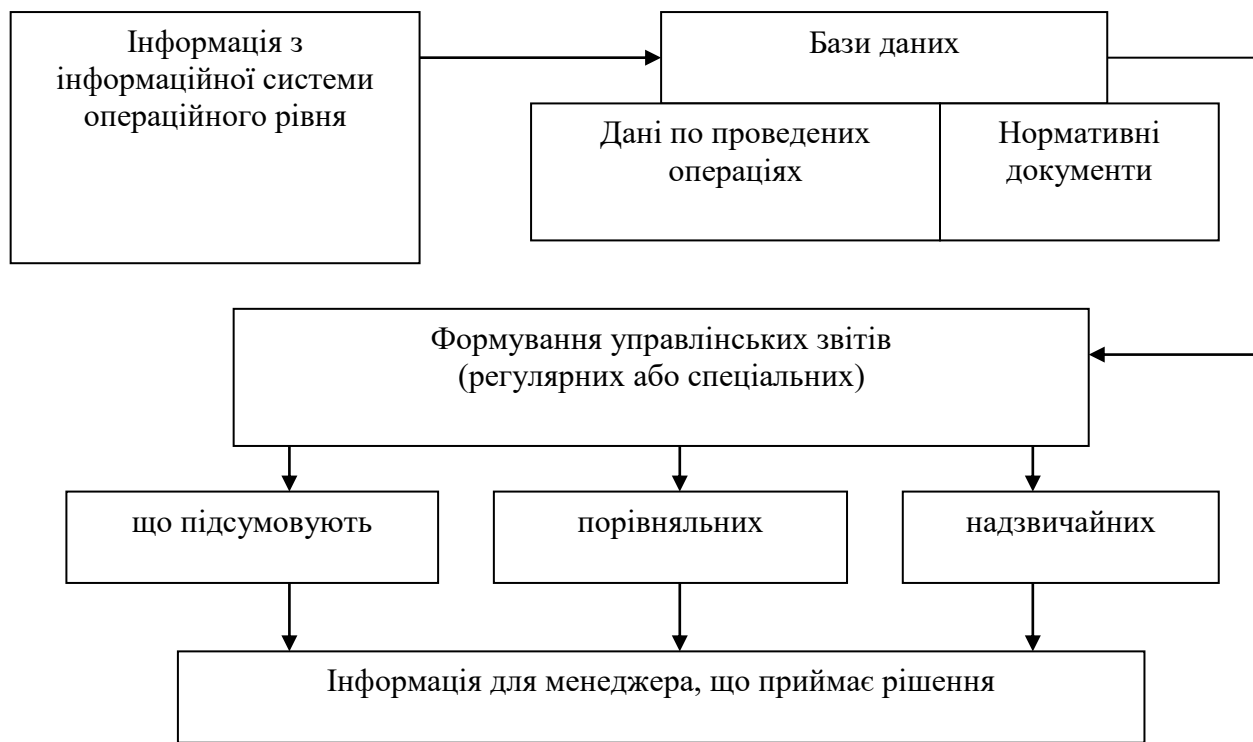 Інформація з
інформаційної системи
операційного рівня
Бази даних
Дані по проведених
операціях
Нормативні
документи
Формування управлінських звітів
(регулярних або спеціальних)
що підсумовують
порівняльних
надзвичайних
Інформація для менеджера, що приймає рішення